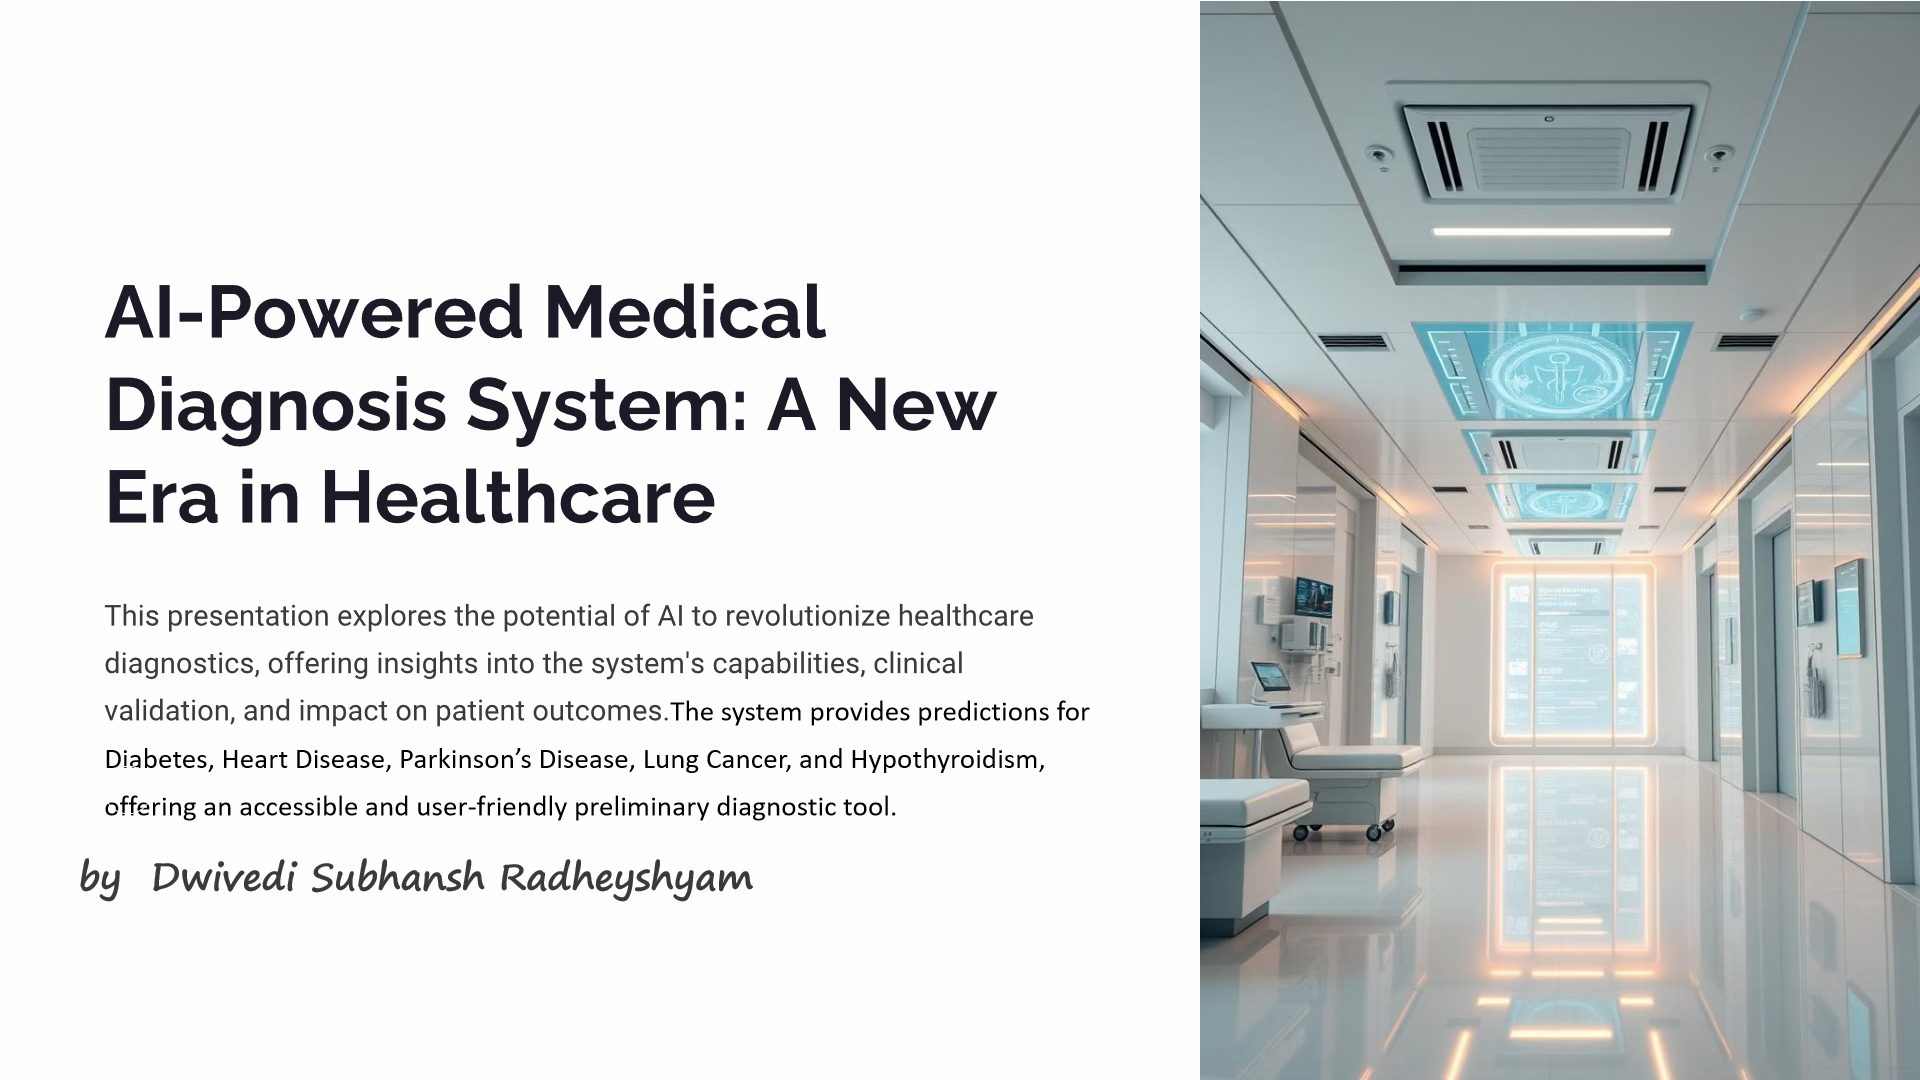 AI-Powered Medical
Diagnosis System: A New
Era in Healthcare
This presentation explores the potential of AI to revolutionize healthcare
diagnostics, offering insights into the system's capabilities, clinical
validation, and impact on patient outcomes.The system provides predictions for
Diabetes, Heart Disease, Parkinson’s Disease, Lung Cancer, and Hypothyroidism,
offering an accessible and user-friendly preliminary diagnostic tool.
by Dwivedi Subhansh Radheyshyam